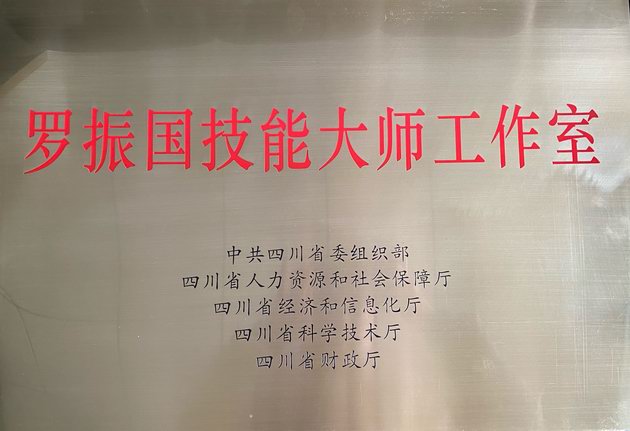 罗振国技能大师工作室
中共四川省委组织部
四川省人力资源和社会保障厅
四川省经济和信息化厅
四川省科学技术厅
四川省财政厅